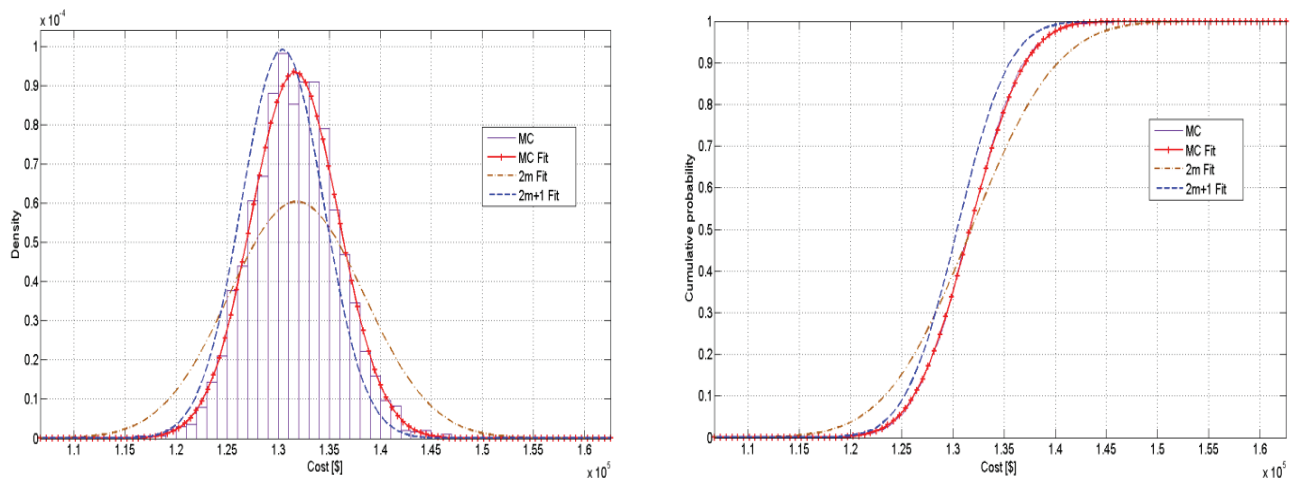 x 10^-4
1
0.9
0.8
0.7
0.6
0.5
0.4
0.3
0.2
0.1
0
Density
MC
MC Fit
2m Fit
2m+1 Fit
1.1 1.15 1.2 1.25 1.3 1.35 1.4 1.45 1.5 1.55 1.6
Cost [$]
x 10^5
1
0.9
0.8
0.7
0.6
0.5
0.4
0.3
0.2
0.1
0
Cumulative probability
MC
MC Fit
2m Fit
2m+1 Fit
1.1 1.15 1.2 1.25 1.3 1.35 1.4 1.45 1.5 1.55 1.6
Cost [$]
x 10^5